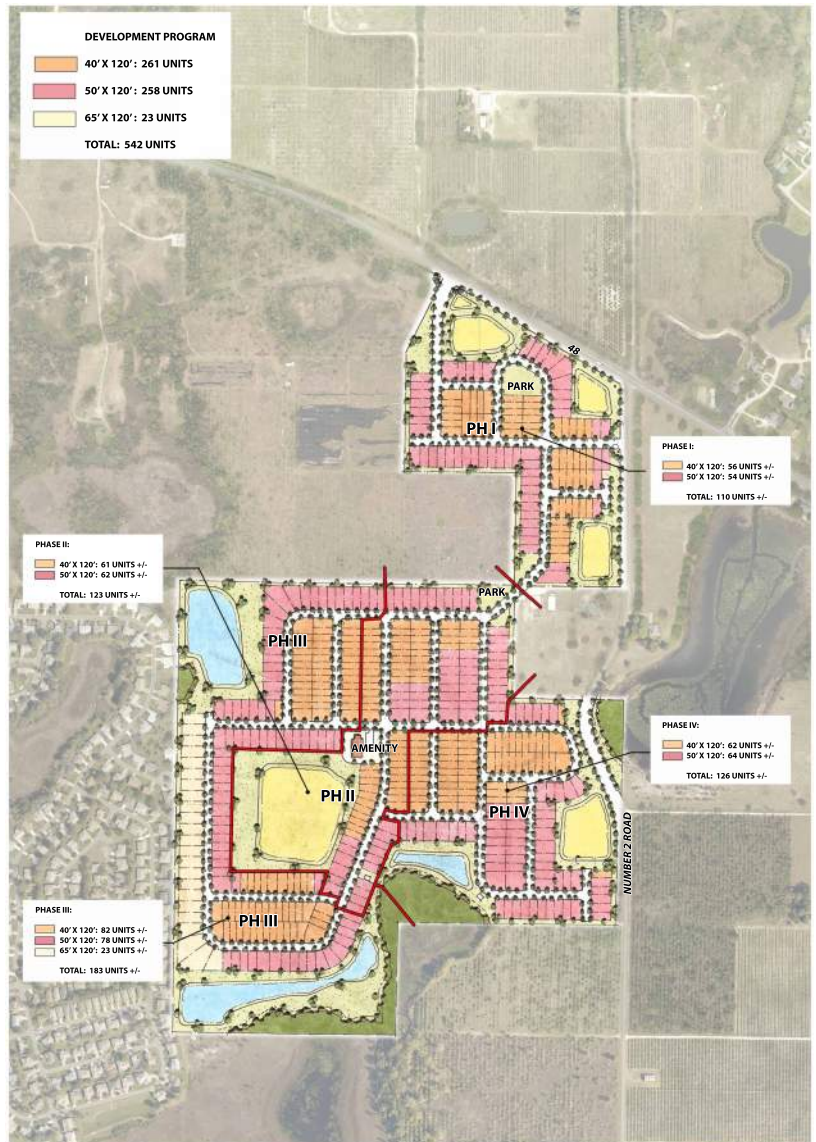 DEVELOPMENT PROGRAM
40' X 120' : 261 UNITS
50' X 120' : 258 UNITS
65' X 120' : 23 UNITS
TOTAL: 542 UNITS
48
PARK
PH I
PHASE I:
40' X 120': 56 UNITS +/-
50' X 120': 54 UNITS +/-
TOTAL: 110 UNITS +/-
PHASE II:
40' X 120': 61 UNITS +/-
50' X 120': 62 UNITS +/-
TOTAL: 123 UNITS +/-
PARK
PH III
AMENITY
PH II
PHASE IV:
40' X 120': 62 UNITS +/-
50' X 120': 64 UNITS +/-
TOTAL: 126 UNITS +/-
PH IV
NUMBER 2 ROAD
PHASE III:
40' X 120': 82 UNITS +/-
50' X 120': 78 UNITS +/-
65' X 120': 23 UNITS +/-
TOTAL: 183 UNITS +/-
PH III